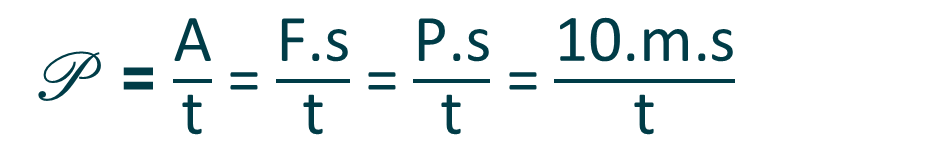 𝒫 = A/t = F.s/t = P.s/t = 10.m.s/t